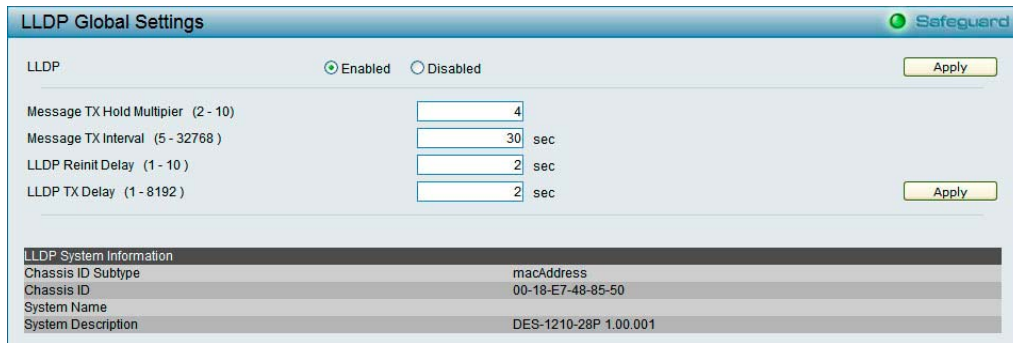 LLDP Global Settings Safeguard
LLDP Enabled Disabled Apply
Message TX Hold Multipier (2 - 10) 4
Message TX Interval (5 - 32768 ) 30 sec
LLDP Reinit Delay (1 - 10 ) 2 sec
LLDP TX Delay (1 - 8192 ) 2 sec Apply
LLDP System Information
Chassis ID Subtype macAddress
Chassis ID 00-18-E7-48-85-50
System Name
System Description DES-1210-28P 1.00.001